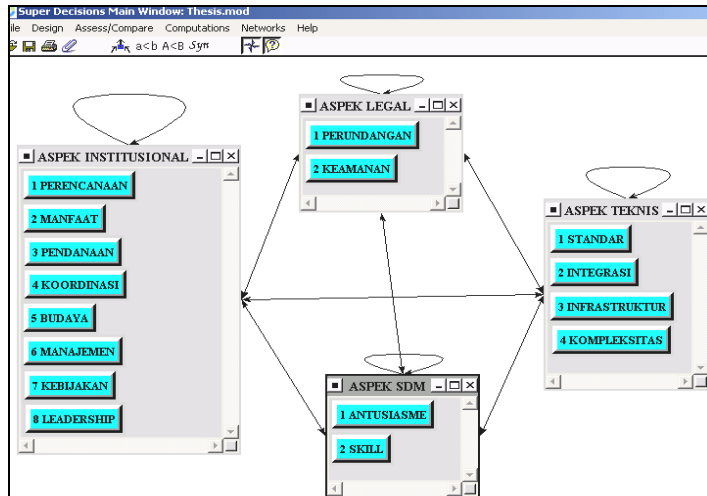 Super Decisions Main Window: Thesis.mod
ile Design Assess/Compare Computations Networks Help
a<b A<B Syn
ASPEK LEGAL
1 PERUNDANGAN
2 KEAMANAN
ASPEK INSTITUSIONAL
1 PERENCANAAN
2 MANFAAT
3 PENDANAAN
4 KOORDINASI
5 BUDAYA
6 MANAJEMEN
7 KEBIJAKAN
8 LEADERSHIP
ASPEK TEKNIS
1 STANDAR
2 INTEGRASI
3 INFRASTRUKTUR
4 KOMPLEKSITAS
ASPEK SDM
1 ANTUSIASME
2 SKILL